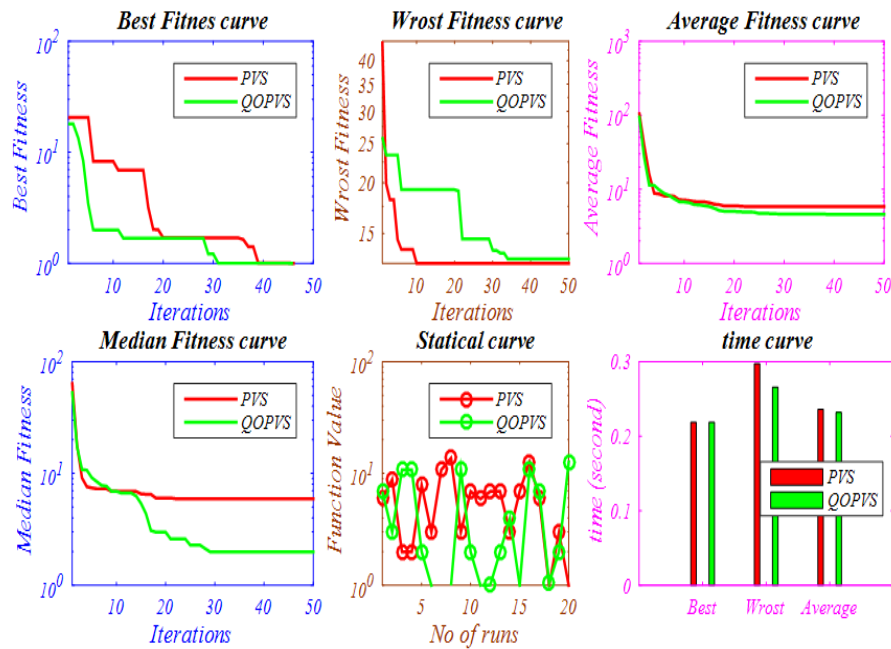 Best Fitnes curve
10^2
10^1
10^0
Best Fitness
PVS
QOPVS
10 20 30 40 50
Iterations
Wrost Fitness curve
40
35
30
25
20
15
Wrost Fitness
PVS
QOPVS
10 20 30 40 50
Iterations
Average Fitness curve
10^3
10^2
10^1
10^0
Average Fitness
PVS
QOPVS
10 20 30 40 50
Iterations
Median Fitness curve
10^2
10^1
10^0
Median Fitness
PVS
QOPVS
10 20 30 40 50
Iterations
Statical curve
10^2
10^1
10^0
Function Value
PVS
QOPVS
5 10 15 20
No of runs
time curve
0.3
0.2
0.1
0
time (second)
PVS
QOPVS
Best Wrost Average